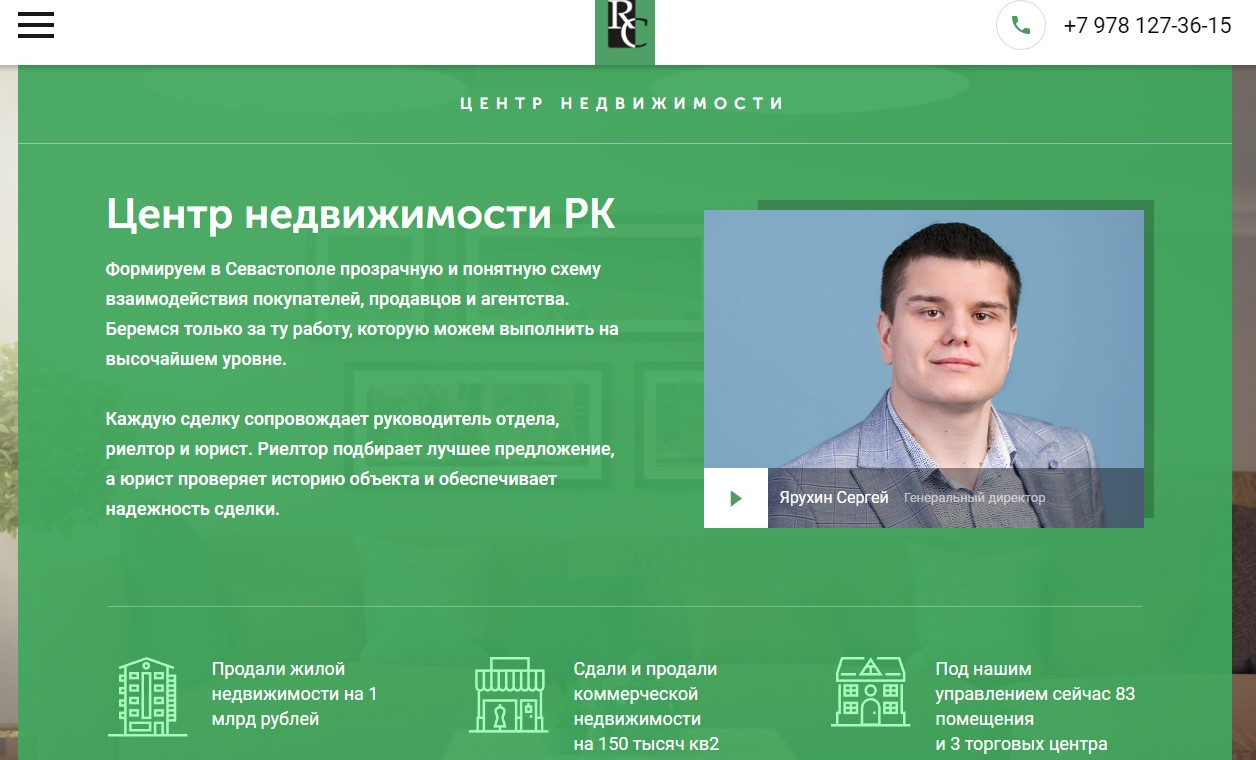 RC
+7 978 127-36-15
ЦЕНТР НЕДВИЖИМОСТИ
Центр недвижимости РК
Формируем в Севастополе прозрачную и понятную схему
взаимодействия покупателей, продавцов и агентства.
Беремся только за ту работу, которую можем выполнить на
высочайшем уровне.
Каждую сделку сопровождает руководитель отдела,
риелтор и юрист. Риелтор подбирает лучшее предложение,
а юрист проверяет историю объекта и обеспечивает
надежность сделки.
Ярухин Сергей Генеральный директор
Продали жилой
недвижимости на 1
млрд рублей
Сдали и продали
коммерческой
недвижимости
на 150 тысяч кв2
Под нашим
управлением сейчас 83
помещения
и 3 торговых центра